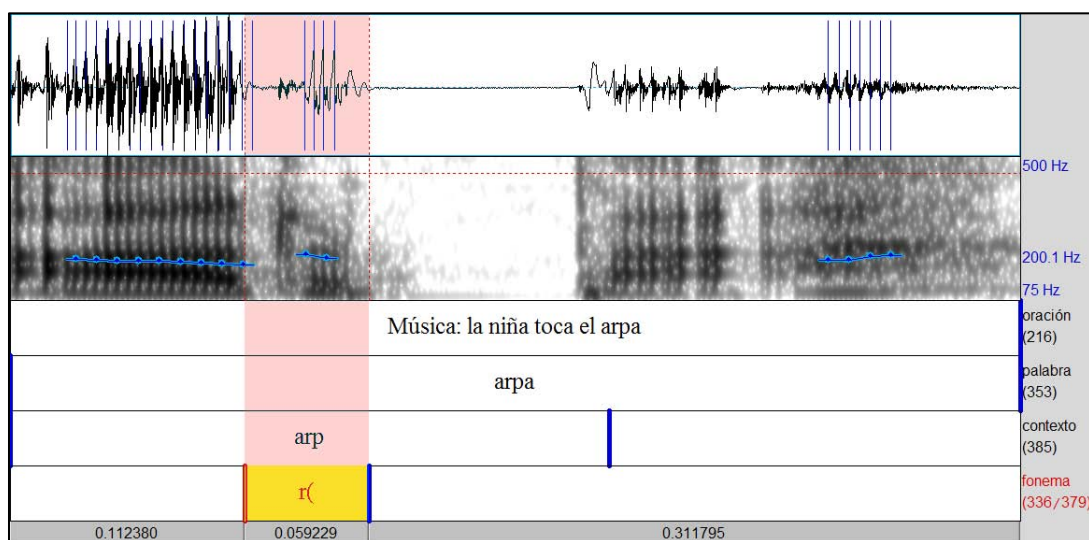 500 Hz
200.1 Hz
75 Hz
Música: la niña toca el arpa
oración
(216)
arpa
palabra
(353)
arp
contexto
(385)
r(
fonema
(336/379)
0.112380 0.059229 0.311795